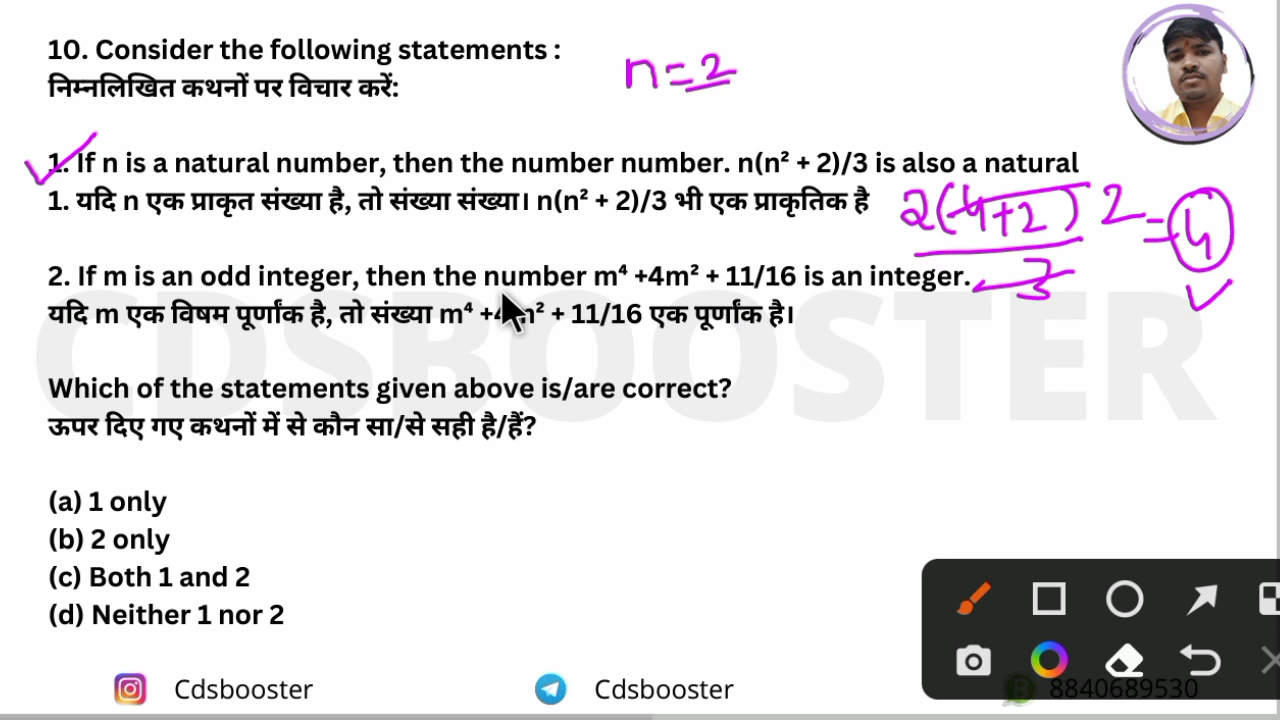 10. Consider the following statements :
n=2
निम्नलिखित कथनों पर विचार करें:
1. If n is a natural number, then the number number. n(n² + 2)/3 is also a natural
1. यदि n एक प्राकृत संख्या है, तो संख्या संख्या। n(n² + 2)/3 भी एक प्राकृतिक है
2(4+2) 2 = 4
3
2. If m is an odd integer, then the number m⁴ +4m² + 11/16 is an integer.
यदि m एक विषम पूर्णांक है, तो संख्या m⁴ +4m² + 11/16 एक पूर्णांक है।
CDSBOOSTER
Which of the statements given above is/are correct?
ऊपर दिए गए कथनों में से कौन सा/से सही है/हैं?
(a) 1 only
(b) 2 only
(c) Both 1 and 2
(d) Neither 1 nor 2
Cdsbooster Cdsbooster 8840689530